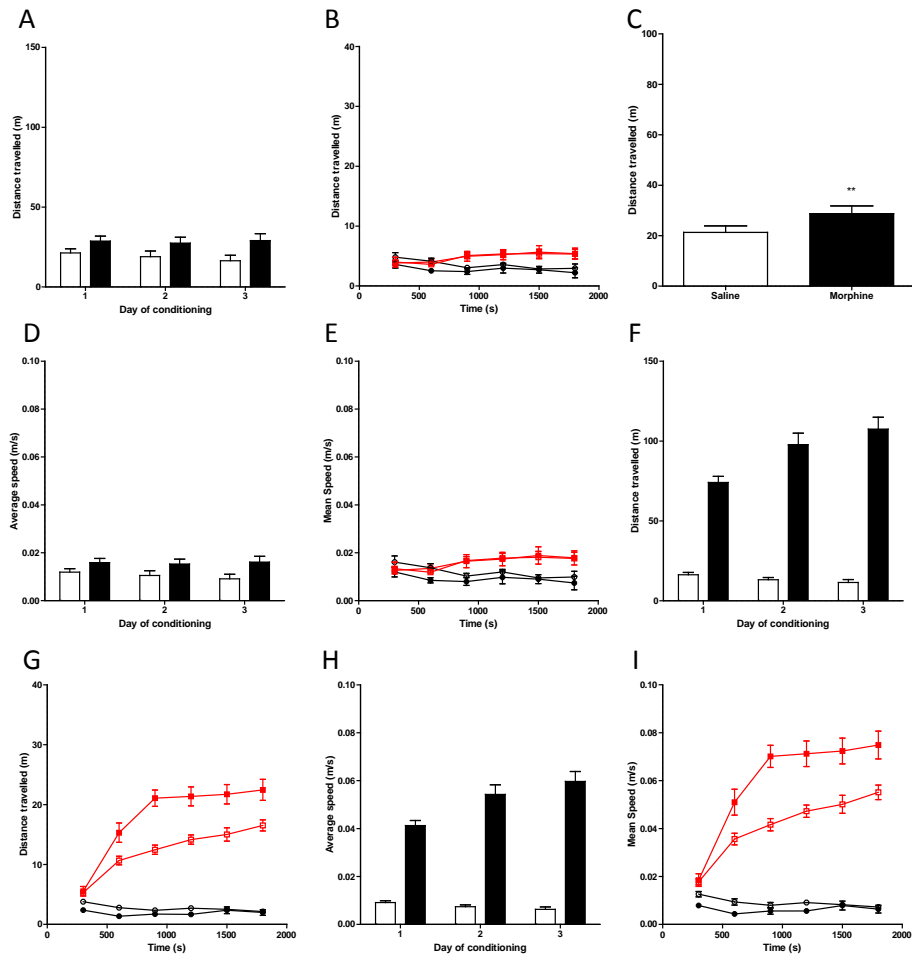 A
Distance travelled (m)
150
100
50
0
1 2 3
Day of conditioning
B
Distance travelled (m)
40
30
20
10
0
0 500 1000 1500 2000
Time (s)
C
Distance travelled (m)
100
80
60
40
20
0
**
Saline Morphine
D
Average speed (m/s)
0.10
0.08
0.06
0.04
0.02
0.00
1 2 3
Day of conditioning
E
Mean Speed (m/s)
0.10
0.08
0.06
0.04
0.02
0.00
0 500 1000 1500 2000
Time (s)
F
Distance travelled (m)
150
100
50
0
1 2 3
Day of conditioning
G
Distance travelled (m)
40
30
20
10
0
0 500 1000 1500 2000
Time (s)
H
Average speed (m/s)
0.10
0.08
0.06
0.04
0.02
0.00
1 2 3
Day of conditioning
I
Mean Speed (m/s)
0.10
0.08
0.06
0.04
0.02
0.00
0 500 1000 1500 2000
Time (s)